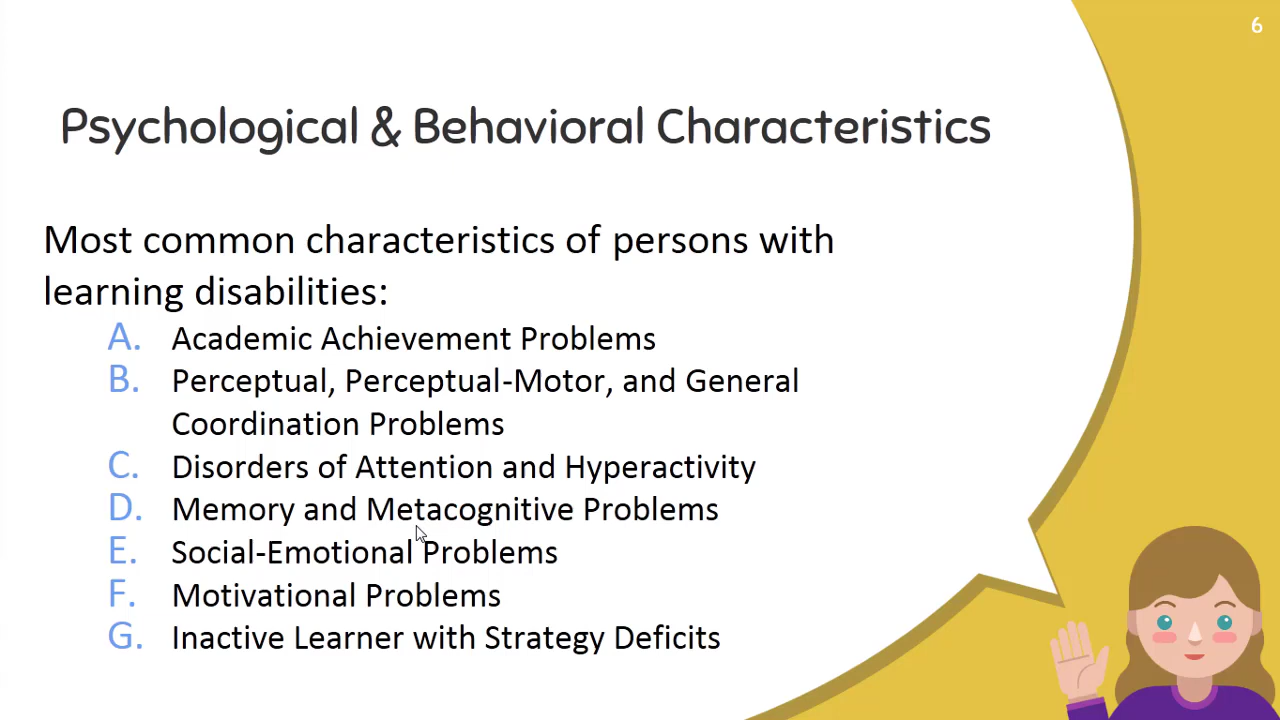 6
Psychological & Behavioral Characteristics
Most common characteristics of persons with
learning disabilities:
A. Academic Achievement Problems
B. Perceptual, Perceptual-Motor, and General
Coordination Problems
C. Disorders of Attention and Hyperactivity
D. Memory and Metacognitive Problems
E. Social-Emotional Problems
F. Motivational Problems
G. Inactive Learner with Strategy Deficits